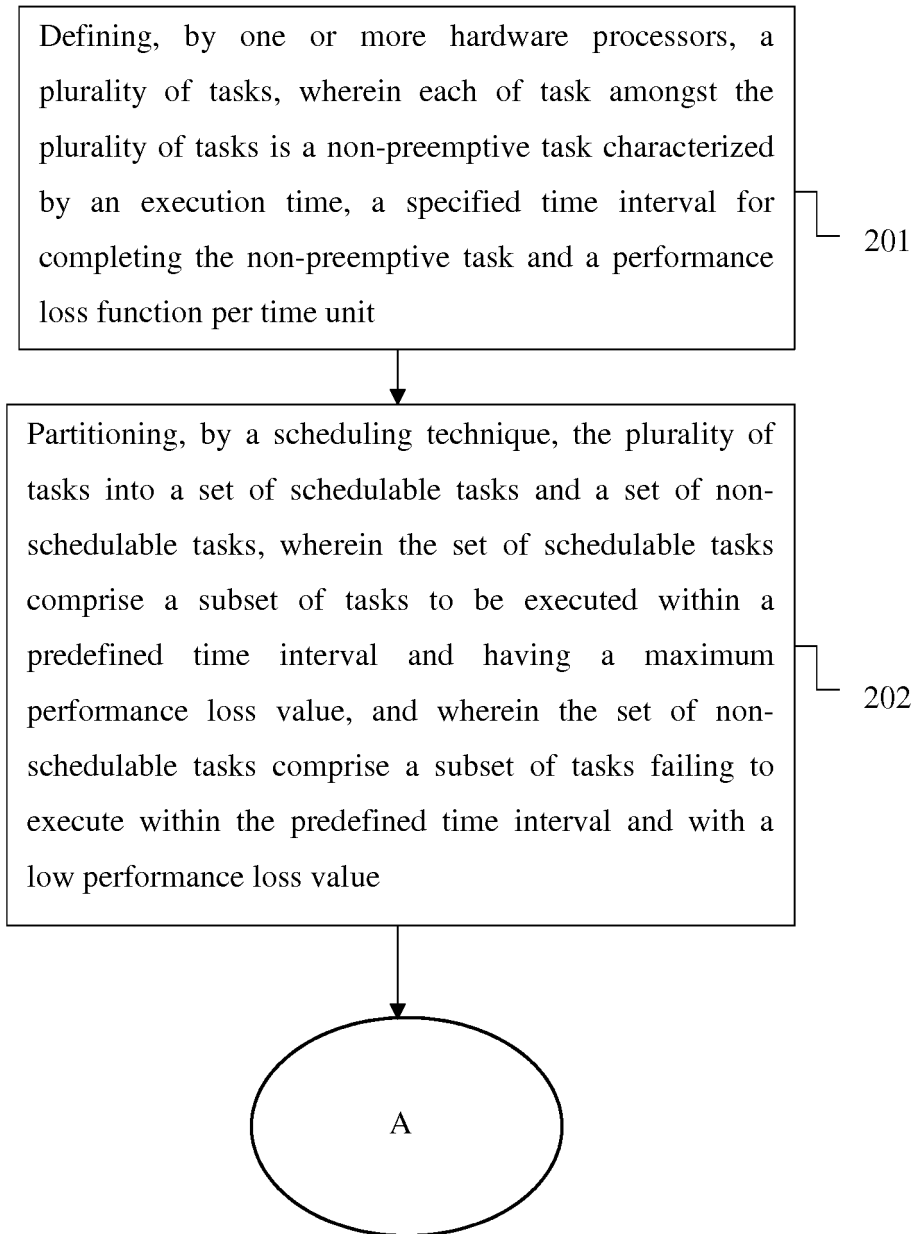 Defining, by one or more hardware processors, a
plurality of tasks, wherein each of task amongst the
plurality of tasks is a non-preemptive task characterized
by an execution time, a specified time interval for
completing the non-preemptive task and a performance
loss function per time unit
201
Partitioning, by a scheduling technique, the plurality of
tasks into a set of schedulable tasks and a set of non-
schedulable tasks, wherein the set of schedulable tasks
comprise a subset of tasks to be executed within a
predefined time interval and having a maximum
performance loss value, and wherein the set of non-
schedulable tasks comprise a subset of tasks failing to
execute within the predefined time interval and with a
low performance loss value
202
A